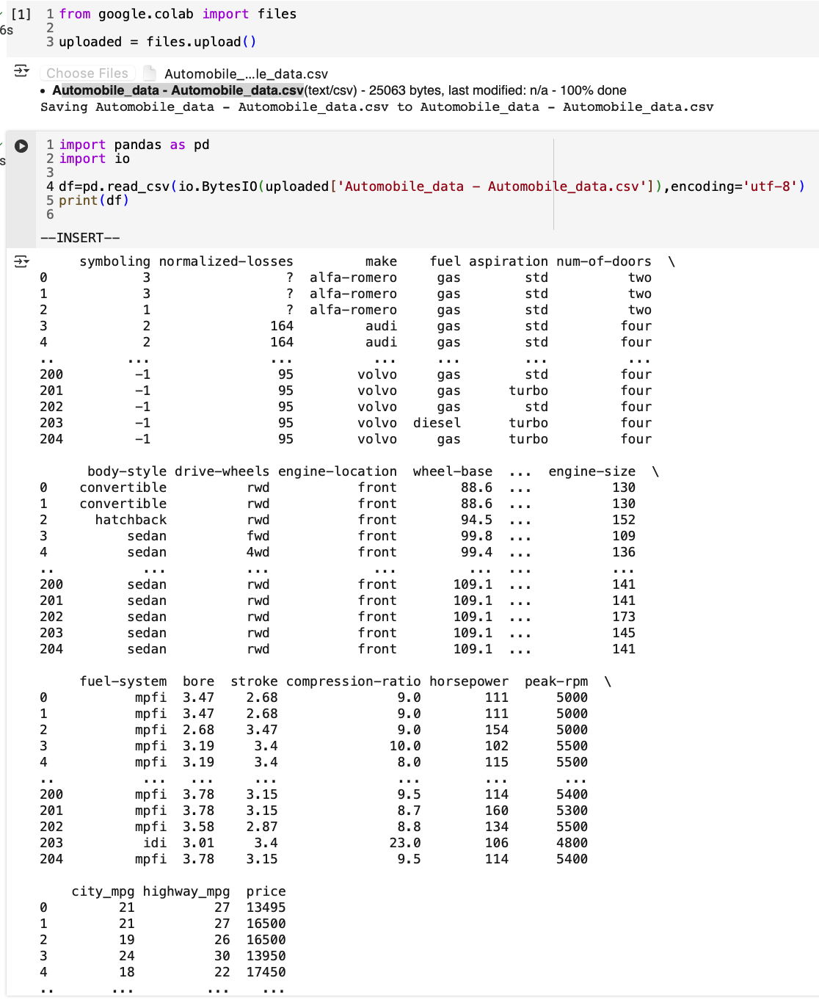 [1] 1 from google.colab import files
6s 2
3 uploaded = files.upload()
Choose Files Automobile_...le_data.csv
• Automobile_data - Automobile_data.csv(text/csv) - 25063 bytes, last modified: n/a - 100% done
Saving Automobile_data - Automobile_data.csv to Automobile_data - Automobile_data.csv
1 import pandas as pd
s 2 import io
3
4 df=pd.read_csv(io.BytesIO(uploaded['Automobile_data - Automobile_data.csv']),encoding='utf-8')
5 print(df)
6
--INSERT--
symboling normalized-losses make fuel aspiration num-of-doors \
0 3 ? alfa-romero gas std two
1 3 ? alfa-romero gas std two
2 1 ? alfa-romero gas std two
3 2 164 audi gas std four
4 2 164 audi gas std four
.. ... ... ... ... ... ...
200 -1 95 volvo gas std four
201 -1 95 volvo gas turbo four
202 -1 95 volvo gas std four
203 -1 95 volvo diesel turbo four
204 -1 95 volvo gas turbo four
body-style drive-wheels engine-location wheel-base ... engine-size \
0 convertible rwd front 88.6 ... 130
1 convertible rwd front 88.6 ... 130
2 hatchback rwd front 94.5 ... 152
3 sedan fwd front 99.8 ... 109
4 sedan 4wd front 99.4 ... 136
.. ... ... ... ... ... ...
200 sedan rwd front 109.1 ... 141
201 sedan rwd front 109.1 ... 141
202 sedan rwd front 109.1 ... 173
203 sedan rwd front 109.1 ... 145
204 sedan rwd front 109.1 ... 141
fuel-system bore stroke compression-ratio horsepower peak-rpm \
0 mpfi 3.47 2.68 9.0 111 5000
1 mpfi 3.47 2.68 9.0 111 5000
2 mpfi 2.68 3.47 9.0 154 5000
3 mpfi 3.19 3.4 10.0 102 5500
4 mpfi 3.19 3.4 8.0 115 5500
.. ... ... ... ... ... ...
200 mpfi 3.78 3.15 9.5 114 5400
201 mpfi 3.78 3.15 8.7 160 5300
202 mpfi 3.58 2.87 8.8 134 5500
203 idi 3.01 3.4 23.0 106 4800
204 mpfi 3.78 3.15 9.5 114 5400
city_mpg highway_mpg price
0 21 27 13495
1 21 27 16500
2 19 26 16500
3 24 30 13950
4 18 22 17450
.. ... ... ...